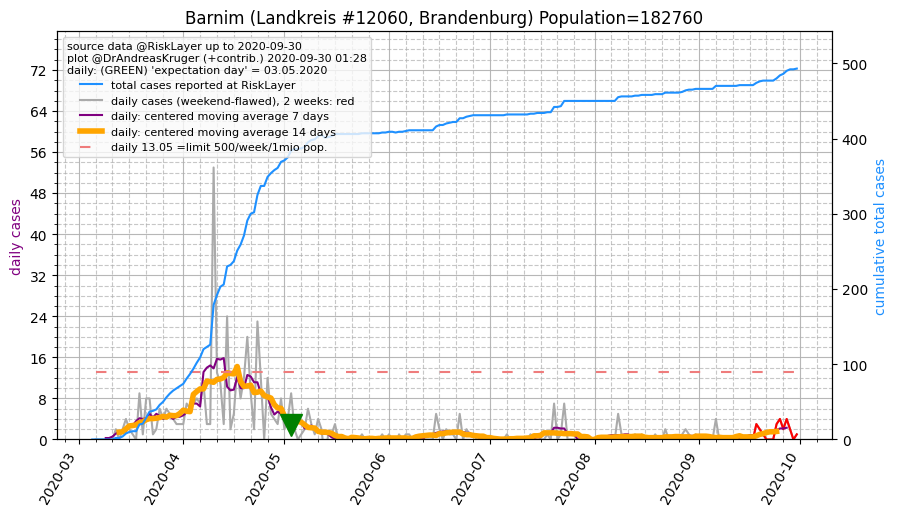 Barnim (Landkreis #12060, Brandenburg) Population=182760
source data @RiskLayer up to 2020-09-30
plot @DrAndreasKruger (+contrib.) 2020-09-30 01:28
daily: (GREEN) 'expectation day' = 03.05.2020
total cases reported at RiskLayer
daily cases (weekend-flawed), 2 weeks: red
daily: centered moving average 7 days
daily: centered moving average 14 days
daily 13.05 =limit 500/week/1mio pop.
daily cases
72
64
56
48
40
32
24
16
8
0
cumulative total cases
500
400
300
200
100
0
2020-03
2020-04
2020-05
2020-06
2020-07
2020-08
2020-09
2020-10